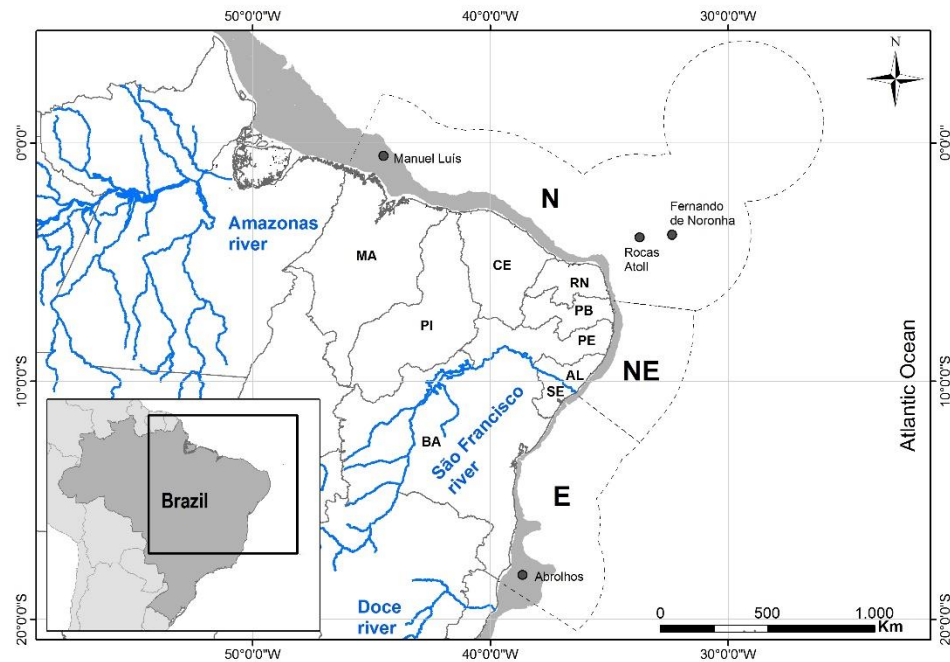 50°0'0"W
40°0'0"W
30°0'0"W
N
0°0'0"
0°0'0"
Manuel Luís
N
Fernando
de Noronha
Rocas
Atoll
Amazonas
river
MA
CE
RN
PB
PI
PE
AL
NE
SE
10°0'0"S
10°0'0"S
Atlantic Ocean
BA
São Francisco
river
E
Brazil
Abrolhos
Doce
river
0
500
1.000
Km
20°0'0"S
20°0'0"S
50°0'0"W
40°0'0"W
30°0'0"W